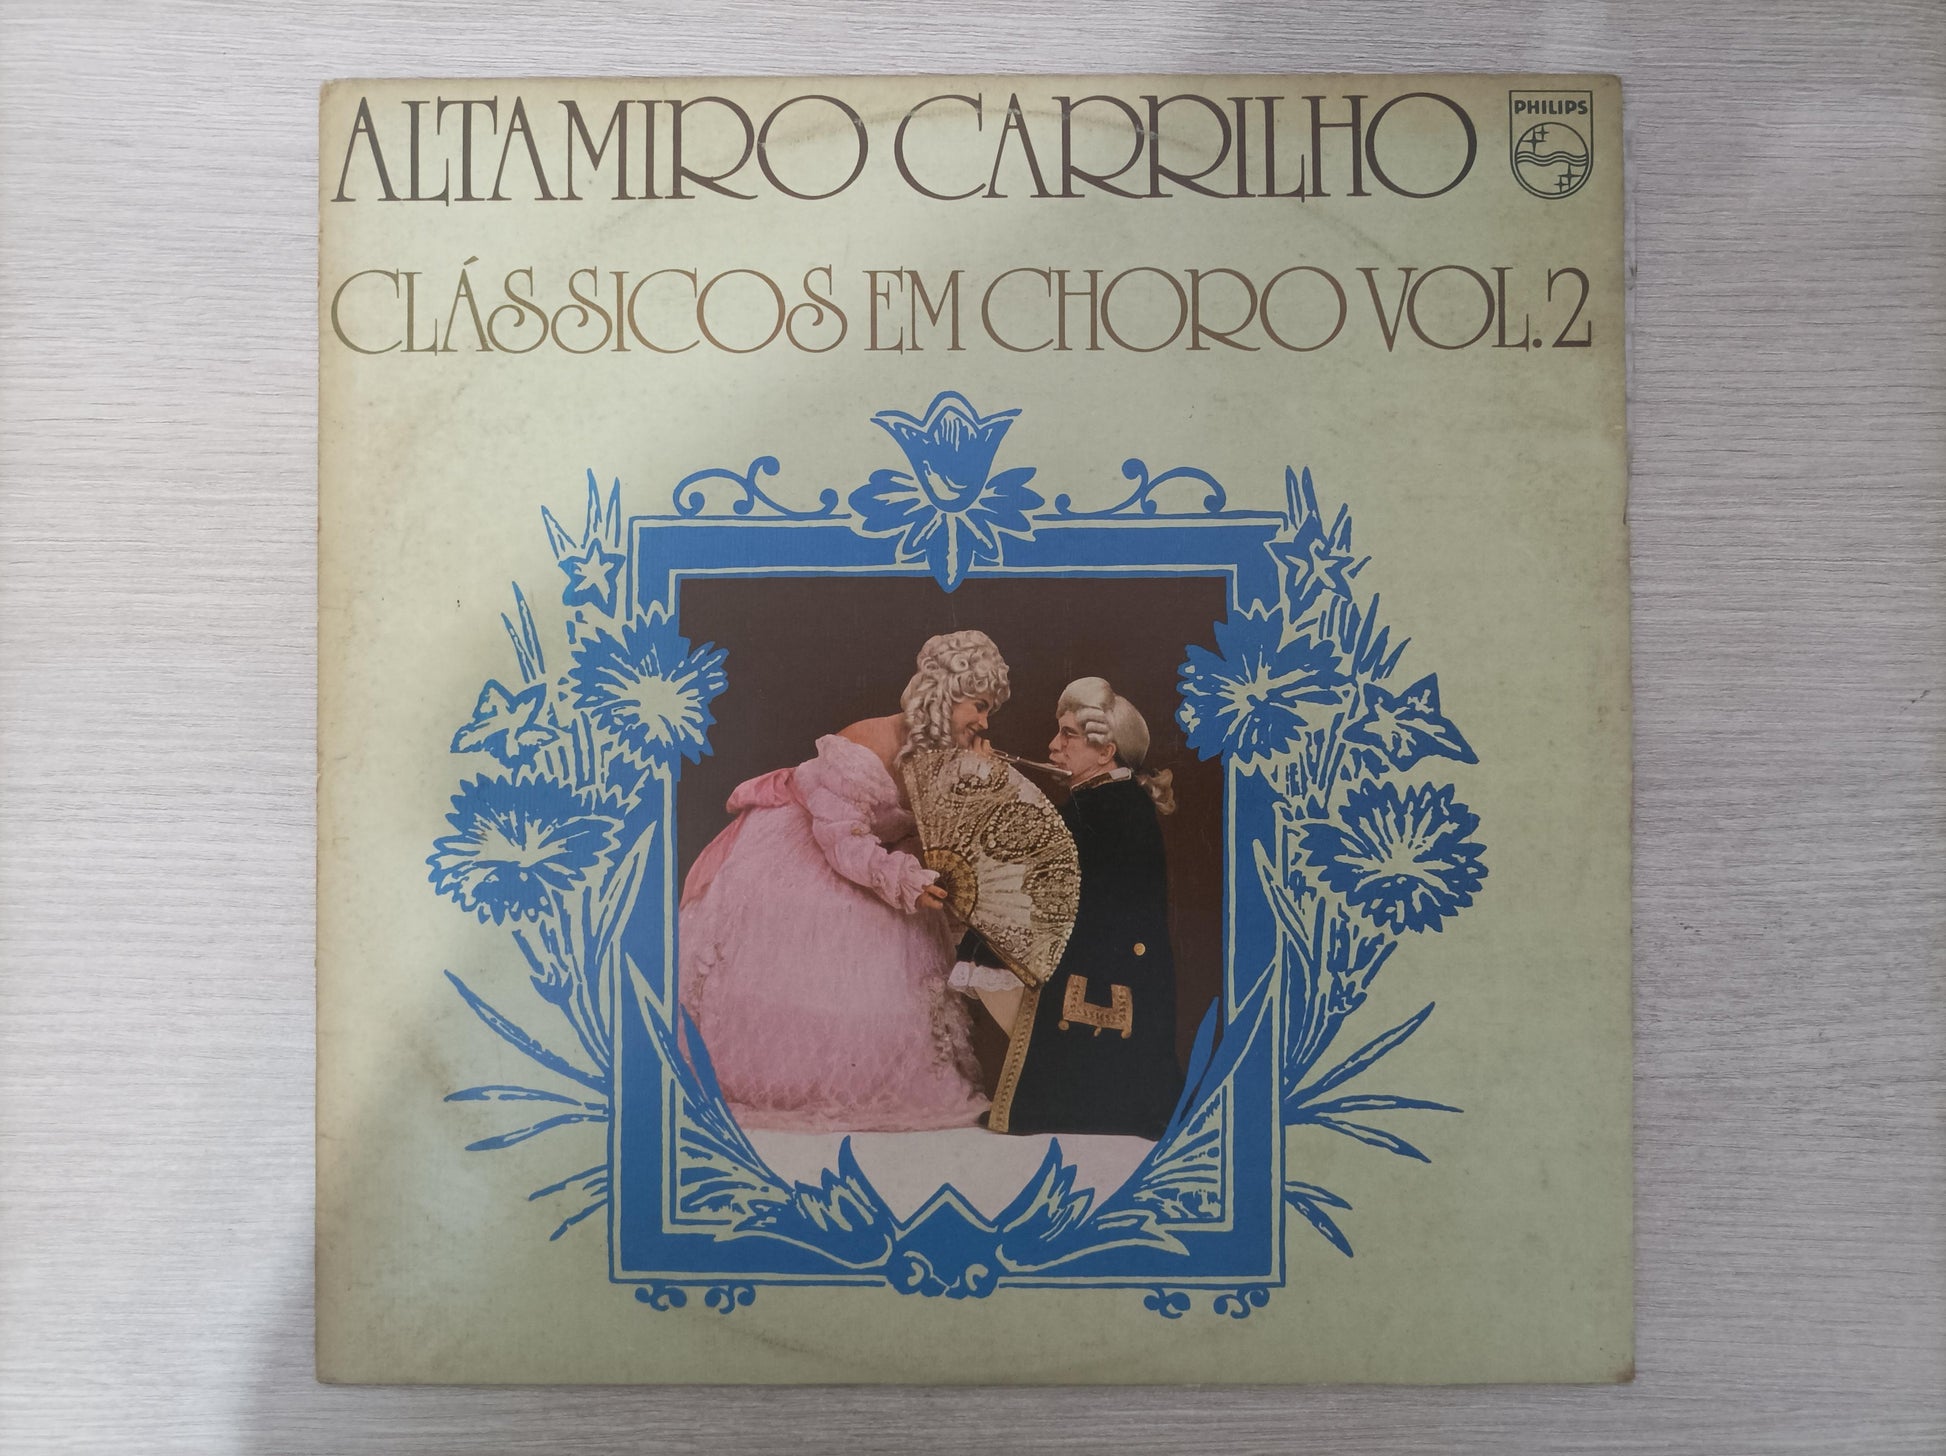 ALTAMIRO CARRILHO
PHILIPS
CLÁSSICOS EM CHORO VOL. 2